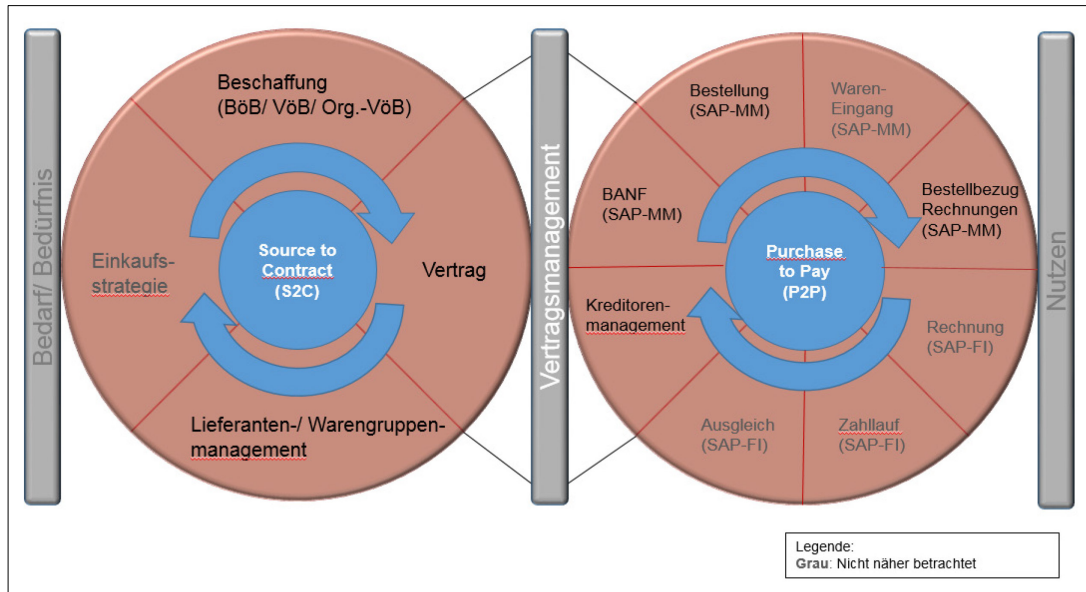 Bedarf/ Bedürfnis
Beschaffung
(BöB/ VöB/ Org.-VöB)
Einkaufs-
strategie
Source to
Contract
(S2C)
Vertrag
Lieferanten-/ Warengruppen-
management
Vertragsmanagement
Bestellung
(SAP-MM)
Waren-
Eingang
(SAP-MM)
BANF
(SAP-MM)
Bestellbezug
Rechnungen
(SAP-MM)
Purchase
to Pay
(P2P)
Kreditoren-
management
Rechnung
(SAP-FI)
Ausgleich
(SAP-FI)
Zahllauf
(SAP-FI)
Nutzen
Legende:
Grau: Nicht näher betrachtet